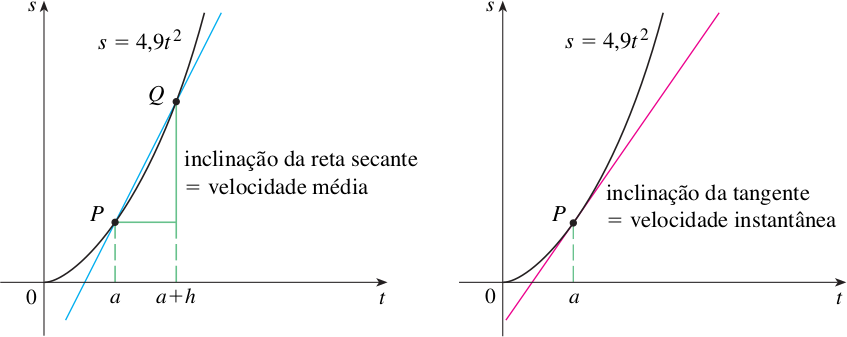 s
s = 4,9t²
Q
inclinação da reta secante
= velocidade média
P
0
a
a+h
t
s
s = 4,9t²
inclinação da tangente
P
= velocidade instantânea
0
a
t